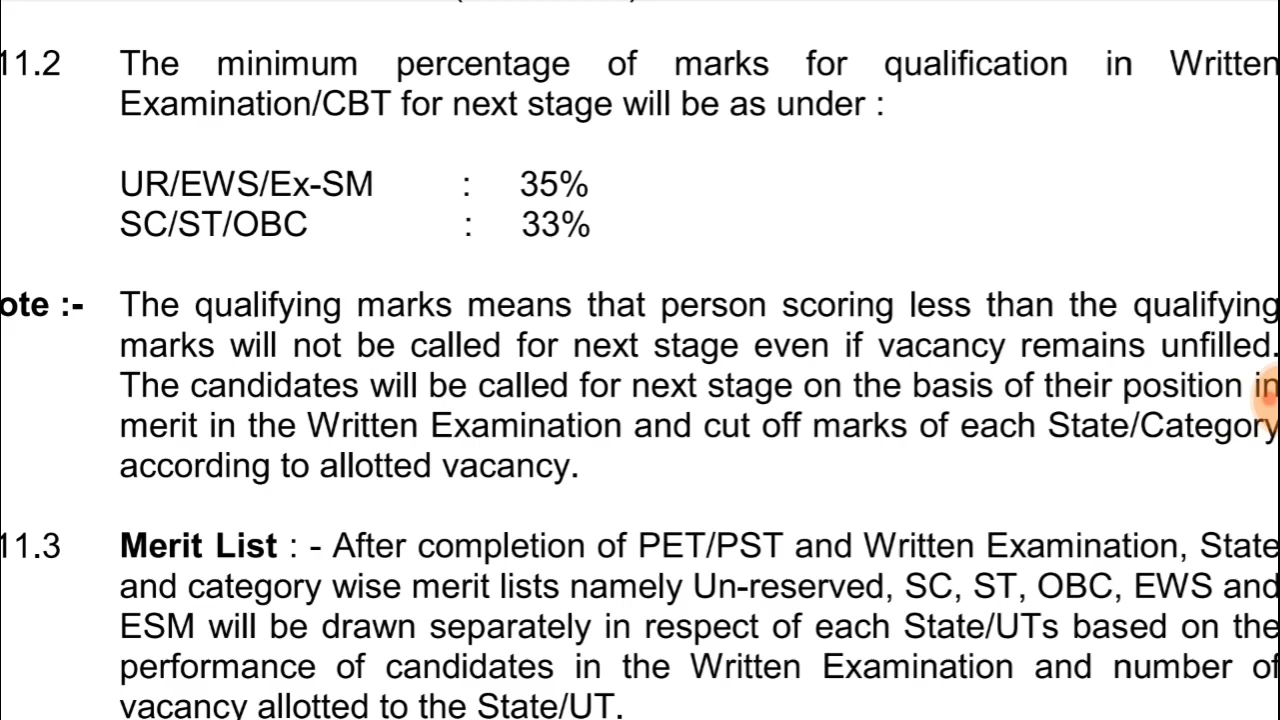 11.2 The minimum percentage of marks for qualification in Written
Examination/CBT for next stage will be as under :
UR/EWS/Ex-SM : 35%
SC/ST/OBC : 33%
ote :- The qualifying marks means that person scoring less than the qualifying
marks will not be called for next stage even if vacancy remains unfilled.
The candidates will be called for next stage on the basis of their position in
merit in the Written Examination and cut off marks of each State/Category
according to allotted vacancy.
11.3 Merit List : - After completion of PET/PST and Written Examination, State
and category wise merit lists namely Un-reserved, SC, ST, OBC, EWS and
ESM will be drawn separately in respect of each State/UTs based on the
performance of candidates in the Written Examination and number of
vacancy allotted to the State/UT.